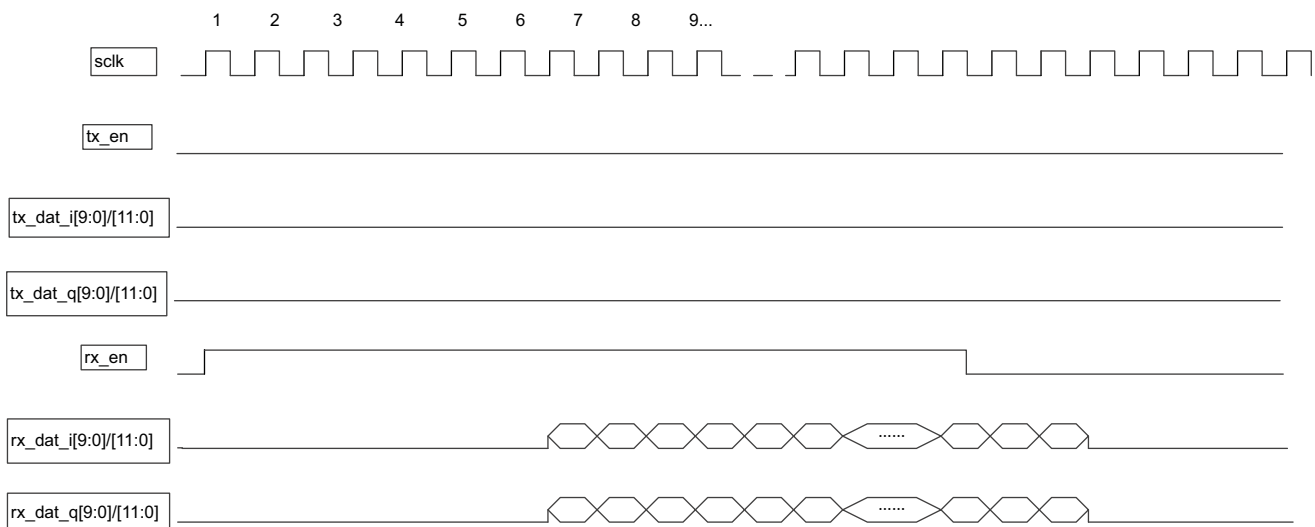 1 2 3 4 5 6 7 8 9...
sclk
tx_en
tx_dat_i[9:0]/[11:0]
tx_dat_q[9:0]/[11:0]
rx_en
rx_dat_i[9:0]/[11:0]
......
rx_dat_q[9:0]/[11:0]
......